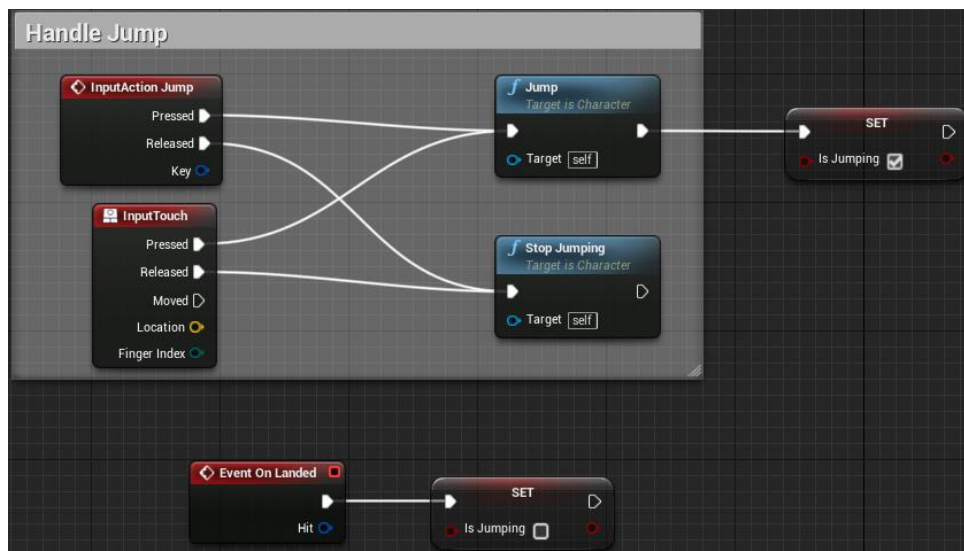 Handle Jump
InputAction Jump
Pressed
Released
Key
InputTouch
Pressed
Released
Moved
Location
Finger Index
f Jump
Target is Character
Target self
f Stop Jumping
Target is Character
Target self
SET
Is Jumping
Event On Landed
Hit
SET
Is Jumping